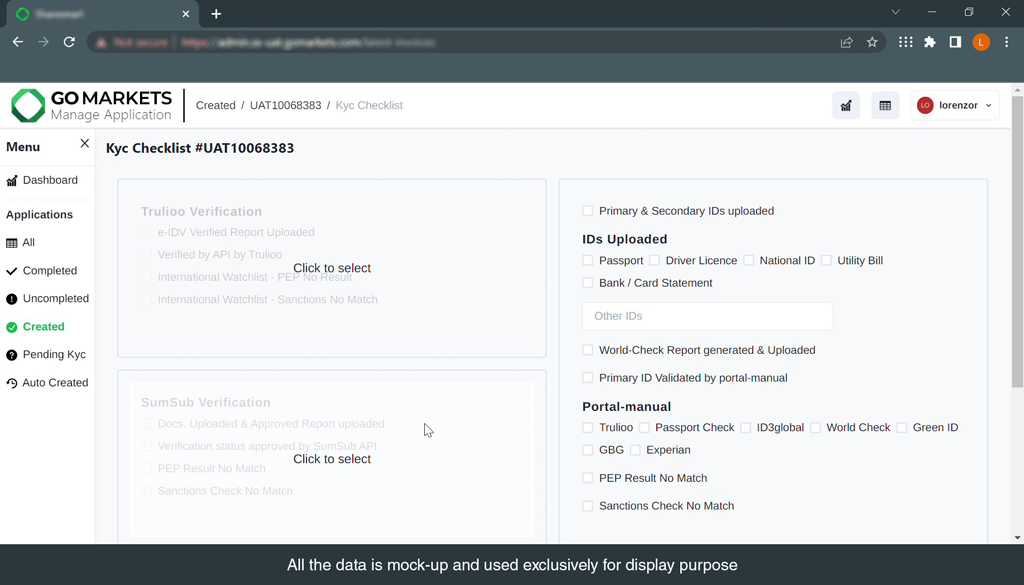 GO MARKETS
Manage Application
Created / UAT10068383 / Kyc Checklist
LO lorenzor
L
Menu
Dashboard
Applications
All
Completed
Uncompleted
Created
Pending Kyc
Auto Created
Kyc Checklist #UAT10068383
Trulioo Verification
e-IDV Verified Report Uploaded
Verified by API by Trulioo
International Watchlist - PEP No Result
International Watchlist - Sanctions No Match
Click to select
SumSub Verification
Docs. Uploaded & Approved Report uploaded
Verification status approved by SumSub API
PEP Result No Match
Sanctions Check No Match
Click to select
Primary & Secondary IDs uploaded
IDs Uploaded
Passport Driver Licence National ID Utility Bill
Bank / Card Statement
Other IDs
World-Check Report generated & Uploaded
Primary ID Validated by portal-manual
Portal-manual
Trulioo Passport Check ID3global World Check Green ID
GBG Experian
PEP Result No Match
Sanctions Check No Match
All the data is mock-up and used exclusively for display purpose